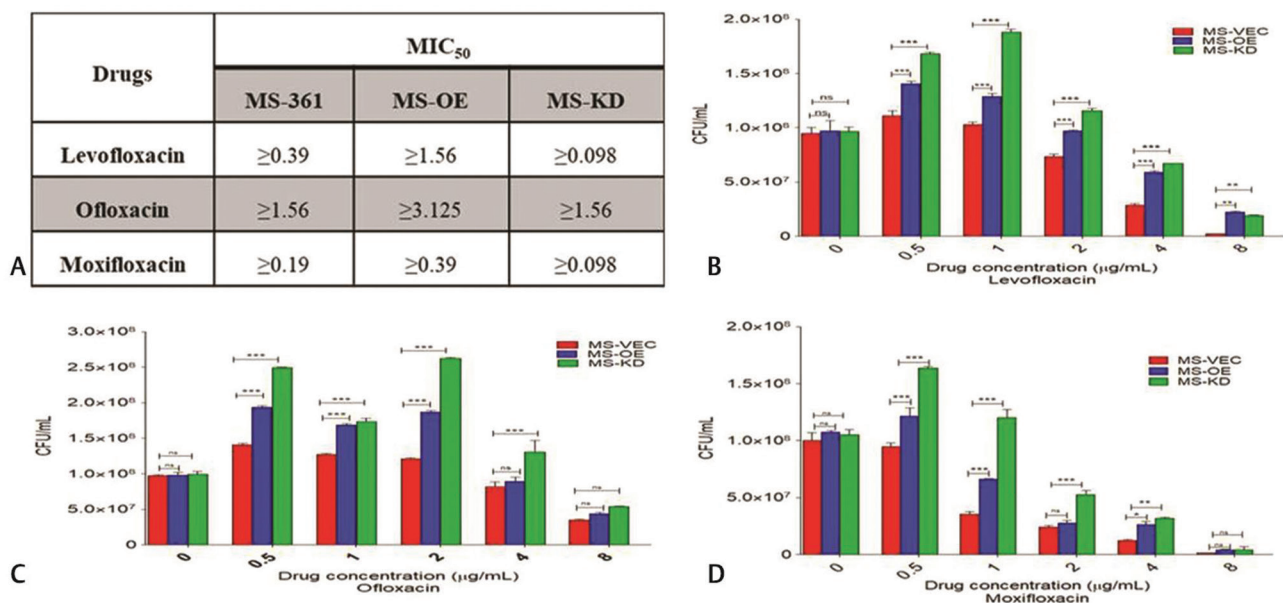 A
Drugs
MIC50
MS-361 MS-OE MS-KD
Levofloxacin ≥0.39 ≥1.56 ≥0.098
Ofloxacin ≥1.56 ≥3.125 ≥1.56
Moxifloxacin ≥0.19 ≥0.39 ≥0.098
B
MS-VEC
MS-OE
MS-KD
CFU/mL
2.0×10⁸
1.5×10⁸
1.0×10⁸
5.0×10⁷
0
ns ns
*** ***
*** ***
*** ***
*** ***
** **
0 0.5 1 2 4 8
Drug concentration (μg/mL)
Levofloxacin
C
MS-VEC
MS-OE
MS-KD
CFU/mL
3.0×10⁸
2.5×10⁸
2.0×10⁸
1.5×10⁸
1.0×10⁸
5.0×10⁷
0
ns ns
*** ***
*** ***
*** ***
*** ns
ns ns
0 0.5 1 2 4 8
Drug concentration (μg/mL)
Ofloxacin
D
MS-VEC
MS-OE
MS-KD
CFU/mL
2.0×10⁸
1.5×10⁸
1.0×10⁸
5.0×10⁷
0
ns ns
*** ***
*** ***
*** ns
** *
ns ns
0 0.5 1 2 4 8
Drug concentration (μg/mL)
Moxifloxacin